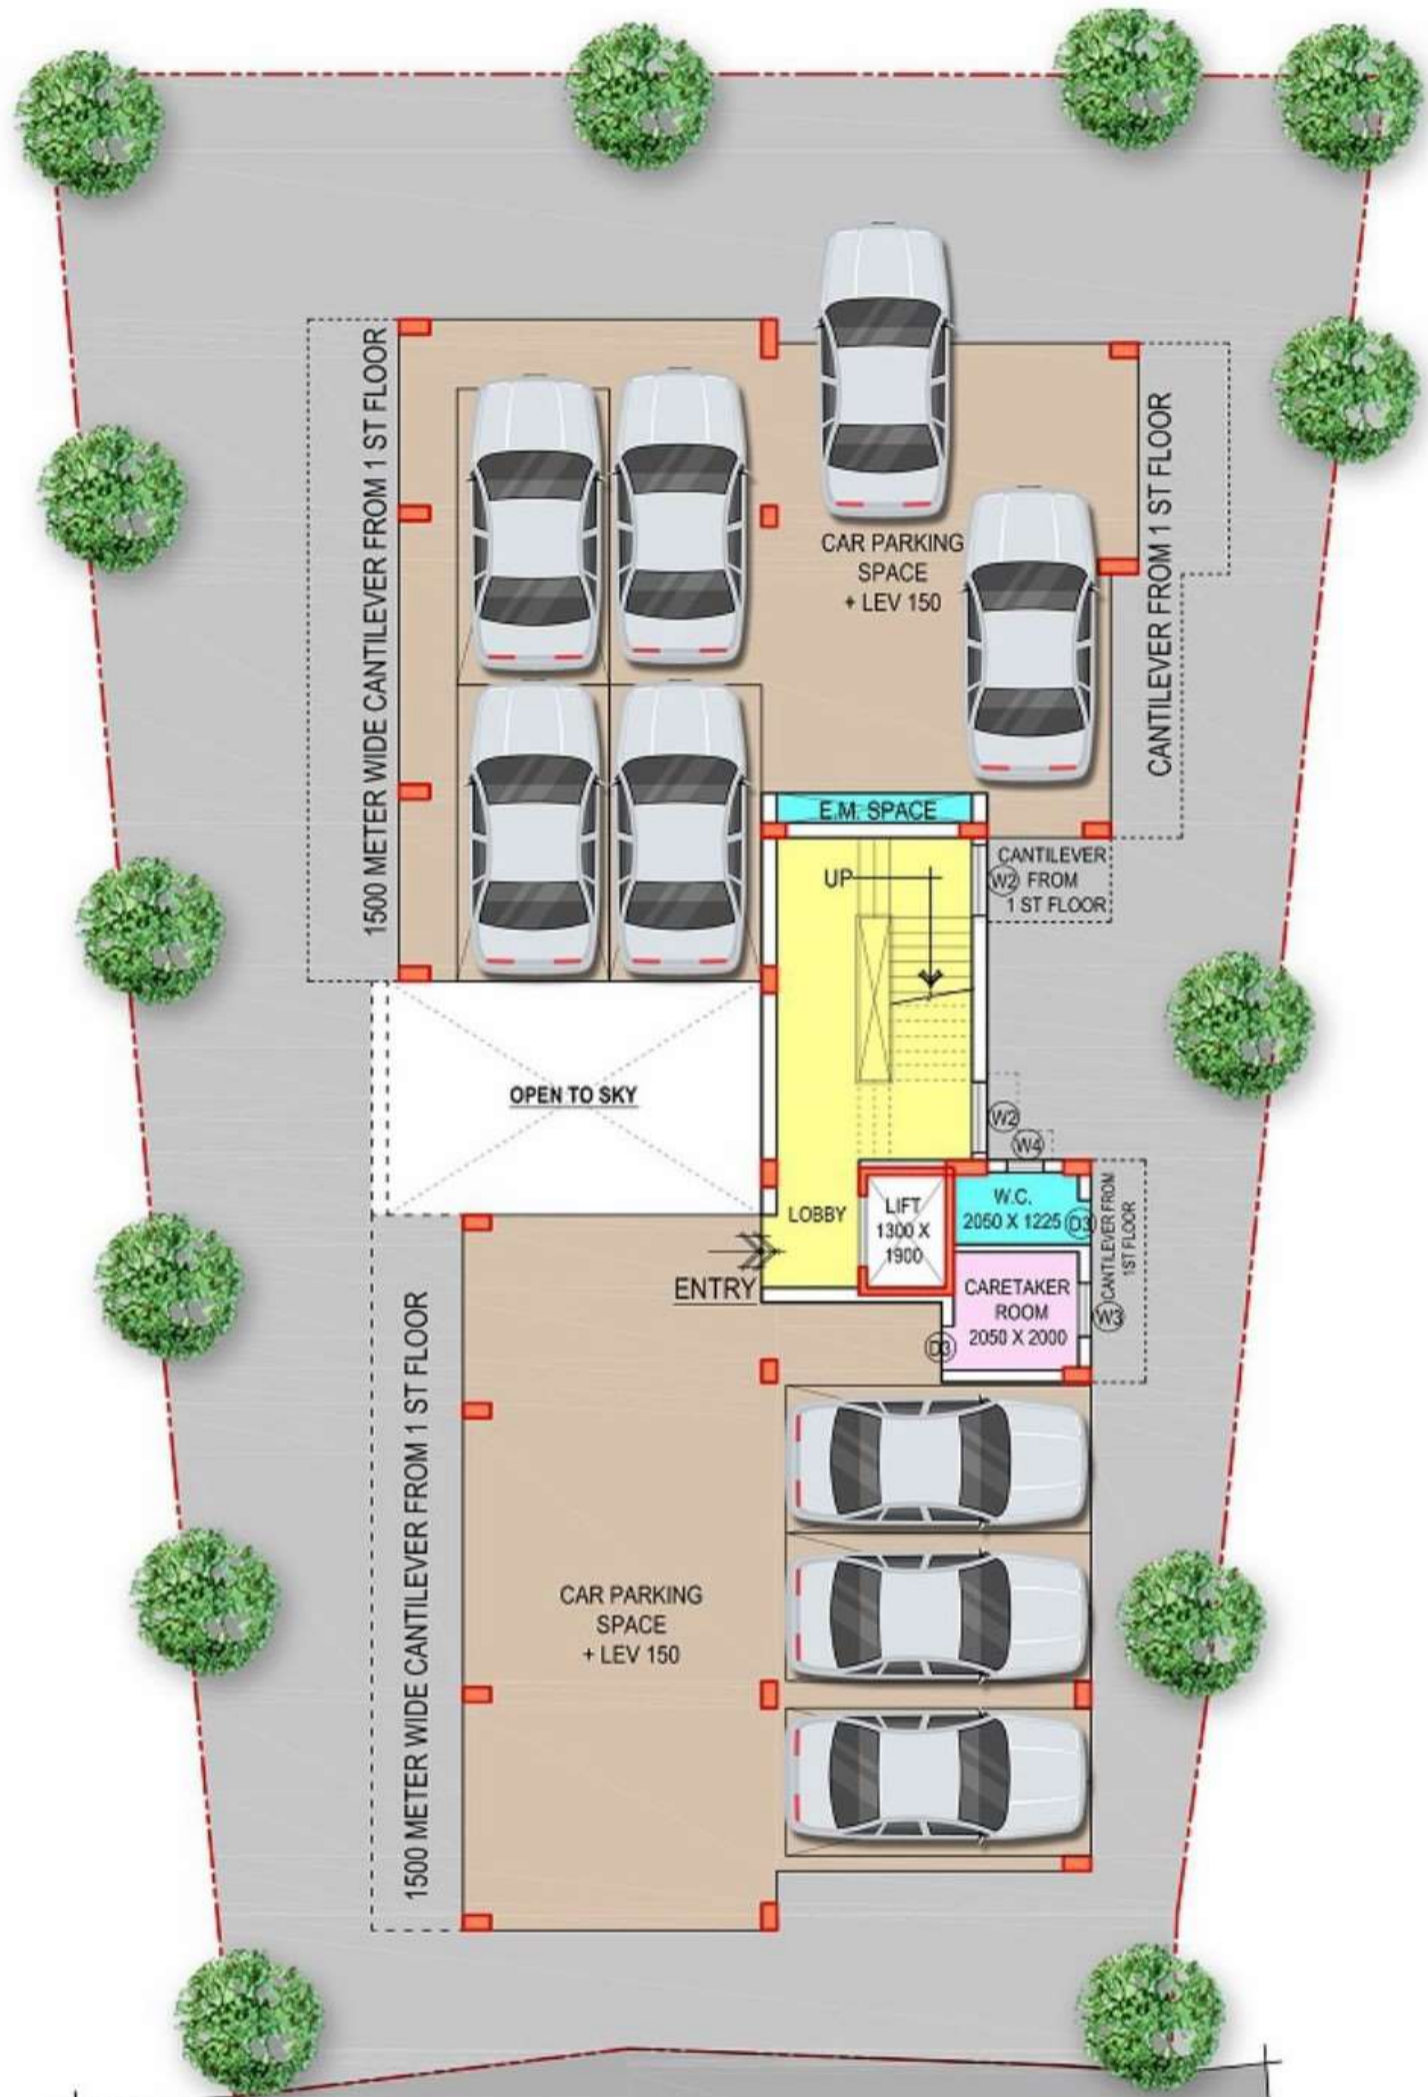 1500 METER WIDE CANTILEVER FROM 1 ST FLOOR
CAR PARKING
SPACE
+ LEV 150
CANTILEVER FROM 1 ST FLOOR
E.M. SPACE
UP
CANTILEVER
W2 FROM
1 ST FLOOR
OPEN TO SKY
W2
W4
LOBBY
LIFT
1300 X
1900
W.C.
2050 X 1225
D3
CANTILEVER FROM
1ST FLOOR
ENTRY
CARETAKER
ROOM
2050 X 2000
W3
D3
1500 METER WIDE CANTILEVER FROM 1 ST FLOOR
CAR PARKING
SPACE
+ LEV 150